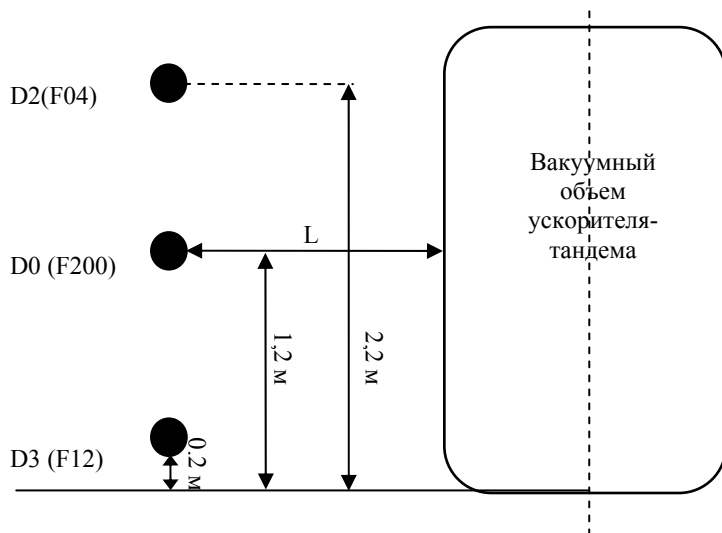 D2(F04)
Вакуумный
объем
ускорителя-
тандема
L
D0 (F200)
1,2 м
2,2 м
D3 (F12)
0.2 м